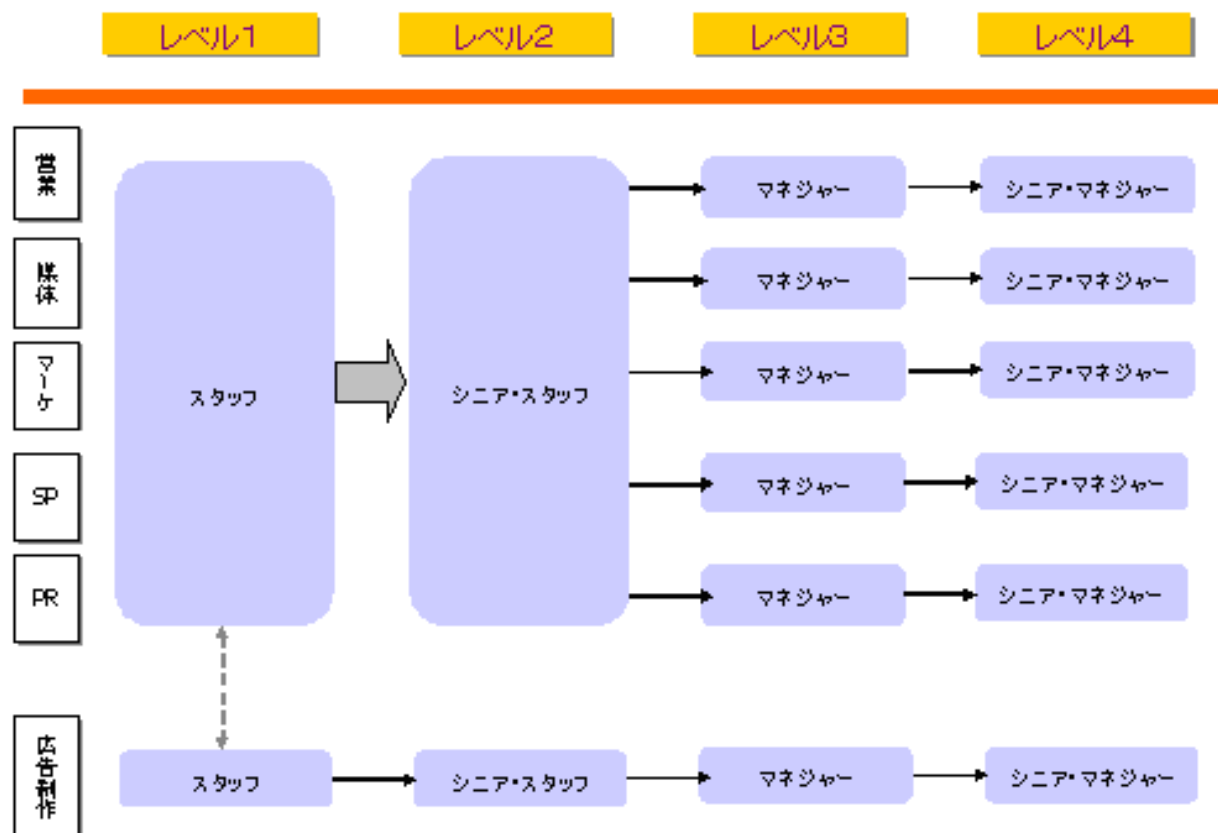 レベル1
レベル2
レベル3
レベル4
営業
マネジャー
シニア・マネジャー
媒体
マネジャー
シニア・マネジャー
マーケ
スタッフ
シニア・スタッフ
マネジャー
シニア・マネジャー
SP
マネジャー
シニア・マネジャー
PR
マネジャー
シニア・マネジャー
広告制作
スタッフ
シニア・スタッフ
マネジャー
シニア・マネジャー